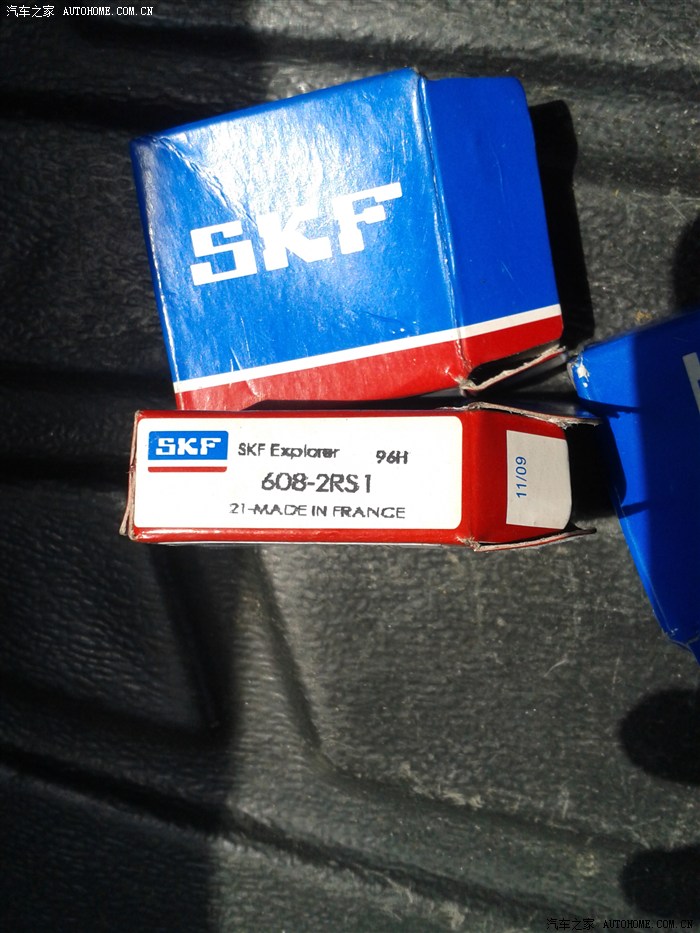 汽车之家 AUTOHOME.COM.CN
SKF
SKF SKF Explorer 96H
608-2RS1
21-MADE IN FRANCE
11/09
汽车之家 AUTOHOME.COM.CN